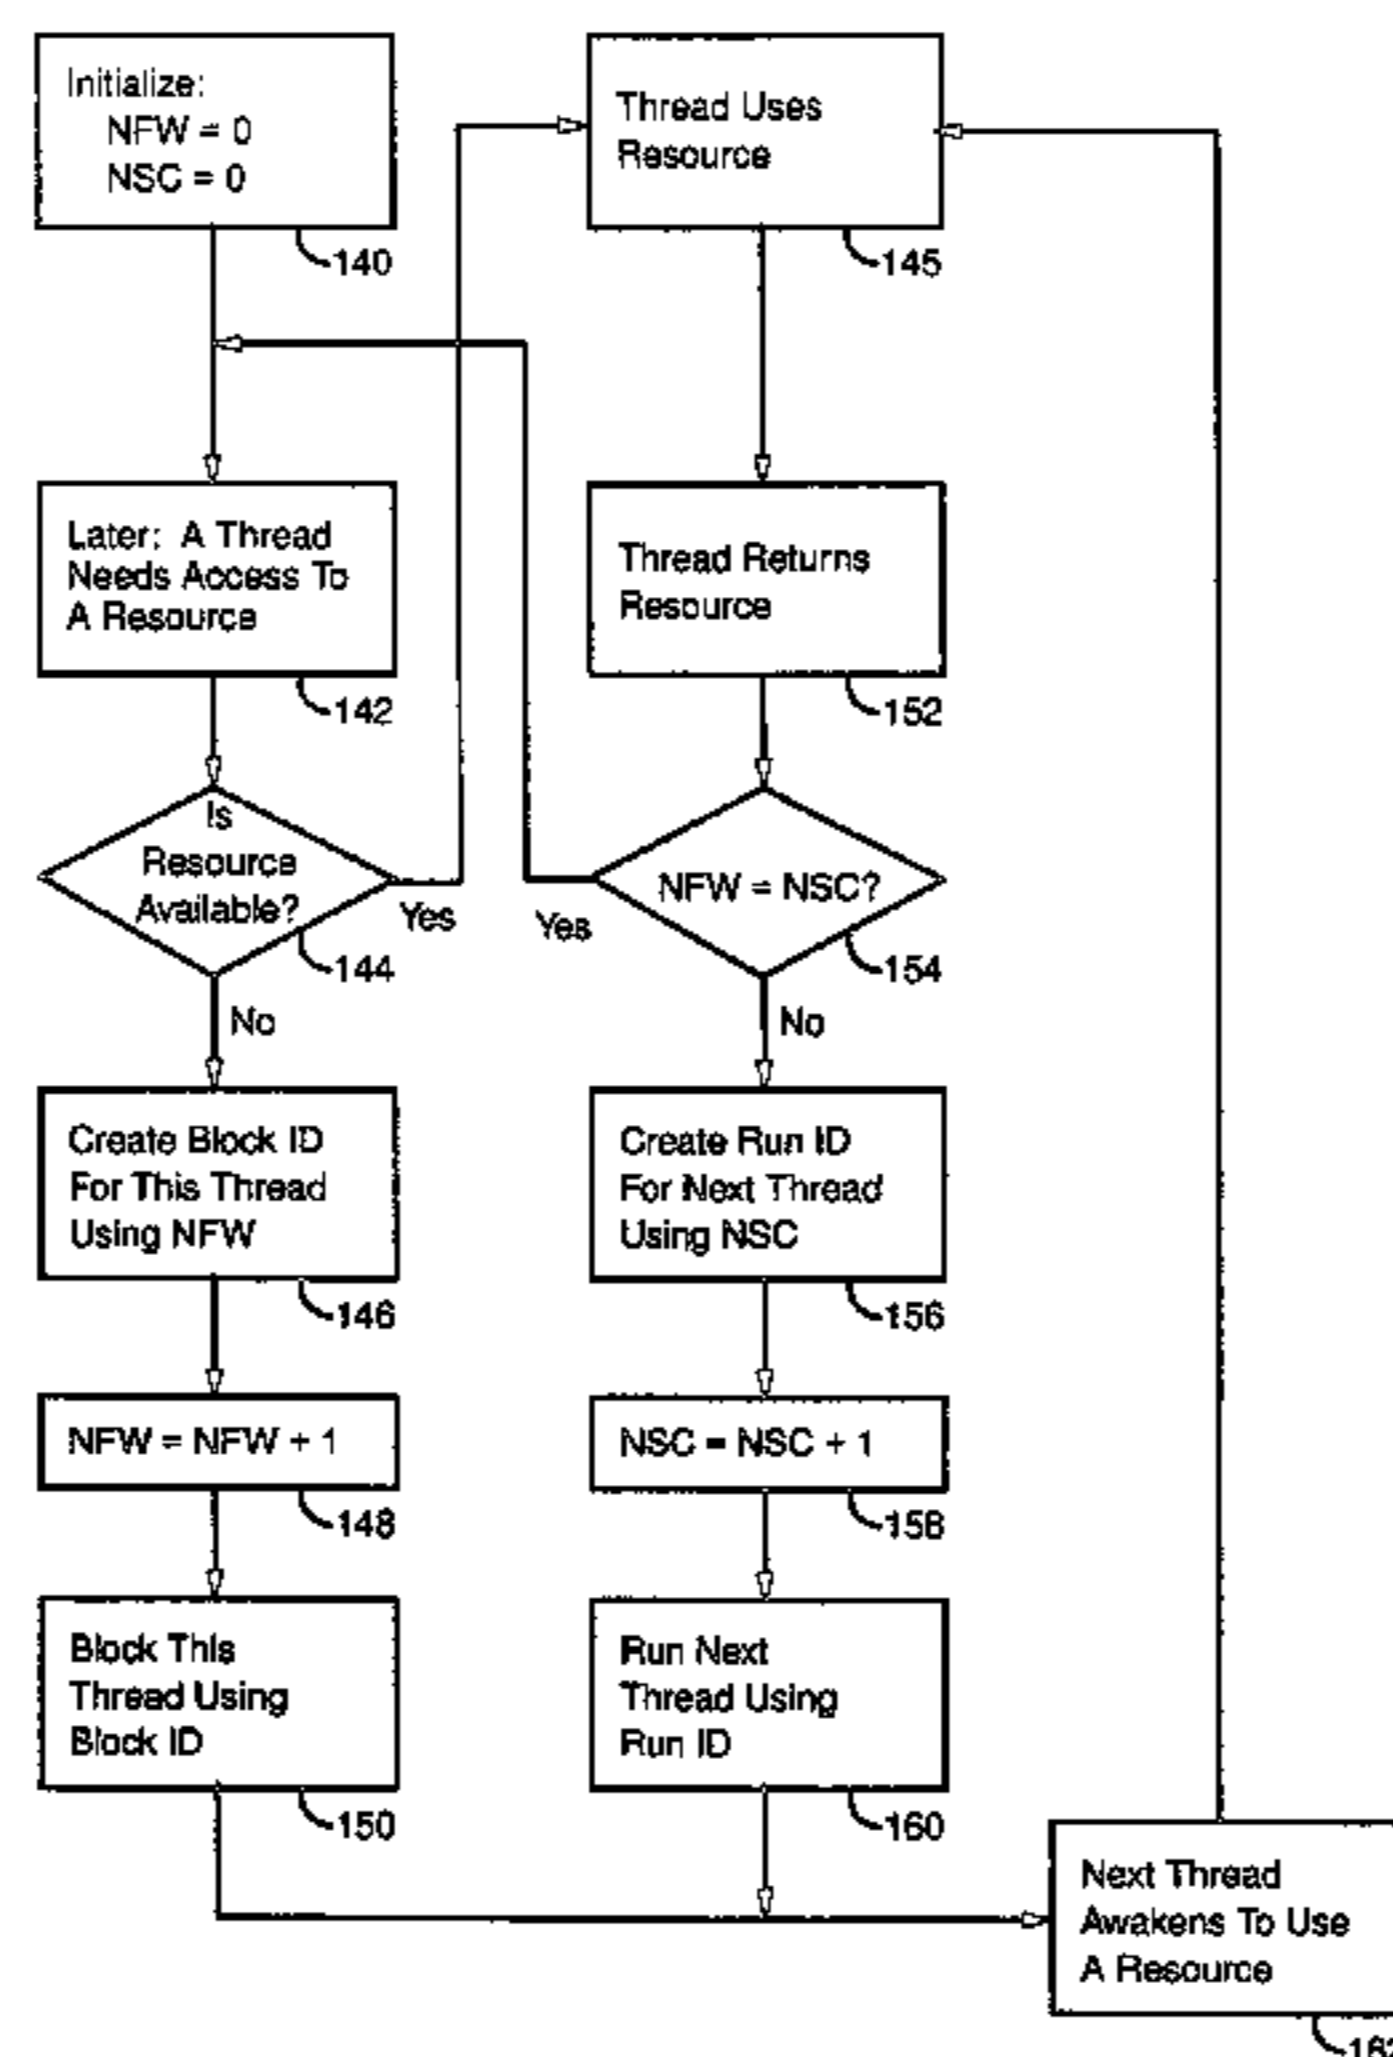 Initialize:
NFW = 0
NSC = 0
140
Later: A Thread
Needs Access To
A Resource
142
Is
Resource
Available?
Yes
144
No
Create Block ID
For This Thread
Using NFW
146
NFW = NFW + 1
148
Block This
Thread Using
Block ID
150
Thread Uses
Resource
145
Thread Returns
Resource
152
NFW = NSC?
Yes
154
No
Create Run ID
For Next Thread
Using NSC
156
NSC = NSC + 1
158
Run Next
Thread Using
Run ID
160
Next Thread
Awakens To Use
A Resource